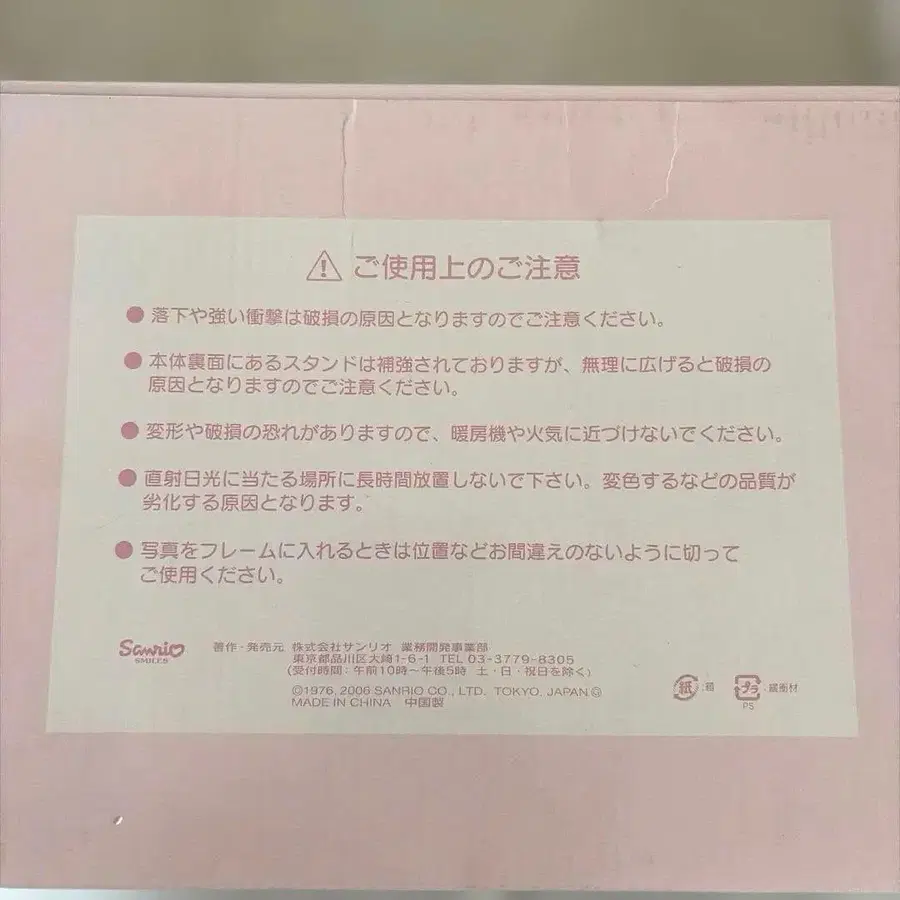 ⚠ ご使用上のご注意
● 落下や強い衝撃は破損の原因となりますのでご注意ください。
● 本体裏面にあるスタンドは補強されておりますが、無理に広げると破損の
原因となりますのでご注意ください。
● 変形や破損の恐れがありますので、暖房機や火気に近づけないでください。
● 直射日光に当たる場所に長時間放置しないで下さい。変色するなどの品質が
劣化する原因となります。
● 写真をフレームに入れるときは位置などお間違えのないように切って
ご使用ください。
Sanrio
SMILES
著作・発売元 株式会社サンリオ 業務開発事業部
東京都品川区大崎1-6-1 TEL 03-3779-8305
(受付時間:午前10時〜午後5時 土・日・祝日を除く)
©1976, 2006 SANRIO CO., LTD. TOKYO, JAPAN Ⓛ
MADE IN CHINA 中国製
紙 :箱
プラ :緩衝材
PS